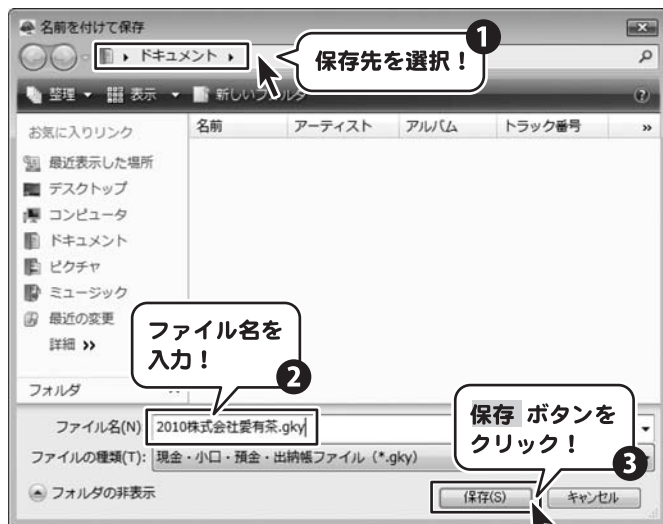 名前を付けて保存
ドキュメント
保存先を選択！
1
整理 表示 新しいフォルダ
?
お気に入りリンク
最近表示した場所
デスクトップ
コンピュータ
ドキュメント
ピクチャ
ミュージック
最近の変更
詳細 »
フォルダ
名前 アーティスト アルバム トラック番号 »
ファイル名を
入力！
2
ファイル名(N): 2010株式会社愛有茶.gky
ファイルの種類(T): 現金・小口・預金・出納帳ファイル (*.gky)
保存 ボタンを
クリック！
3
フォルダの非表示
保存(S) キャンセル